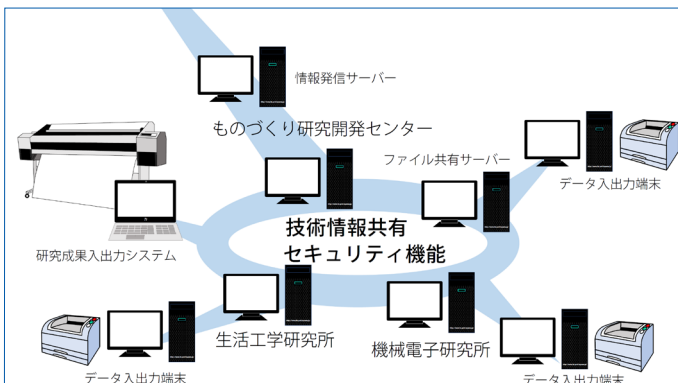 情報発信サーバー
ものづくり研究開発センター
ファイル共有サーバー
データ入出力端末
技術情報共有
セキュリティ機能
研究成果入出力システム
生活工学研究所
機械電子研究所
データ入出力端末
データ入出力端末